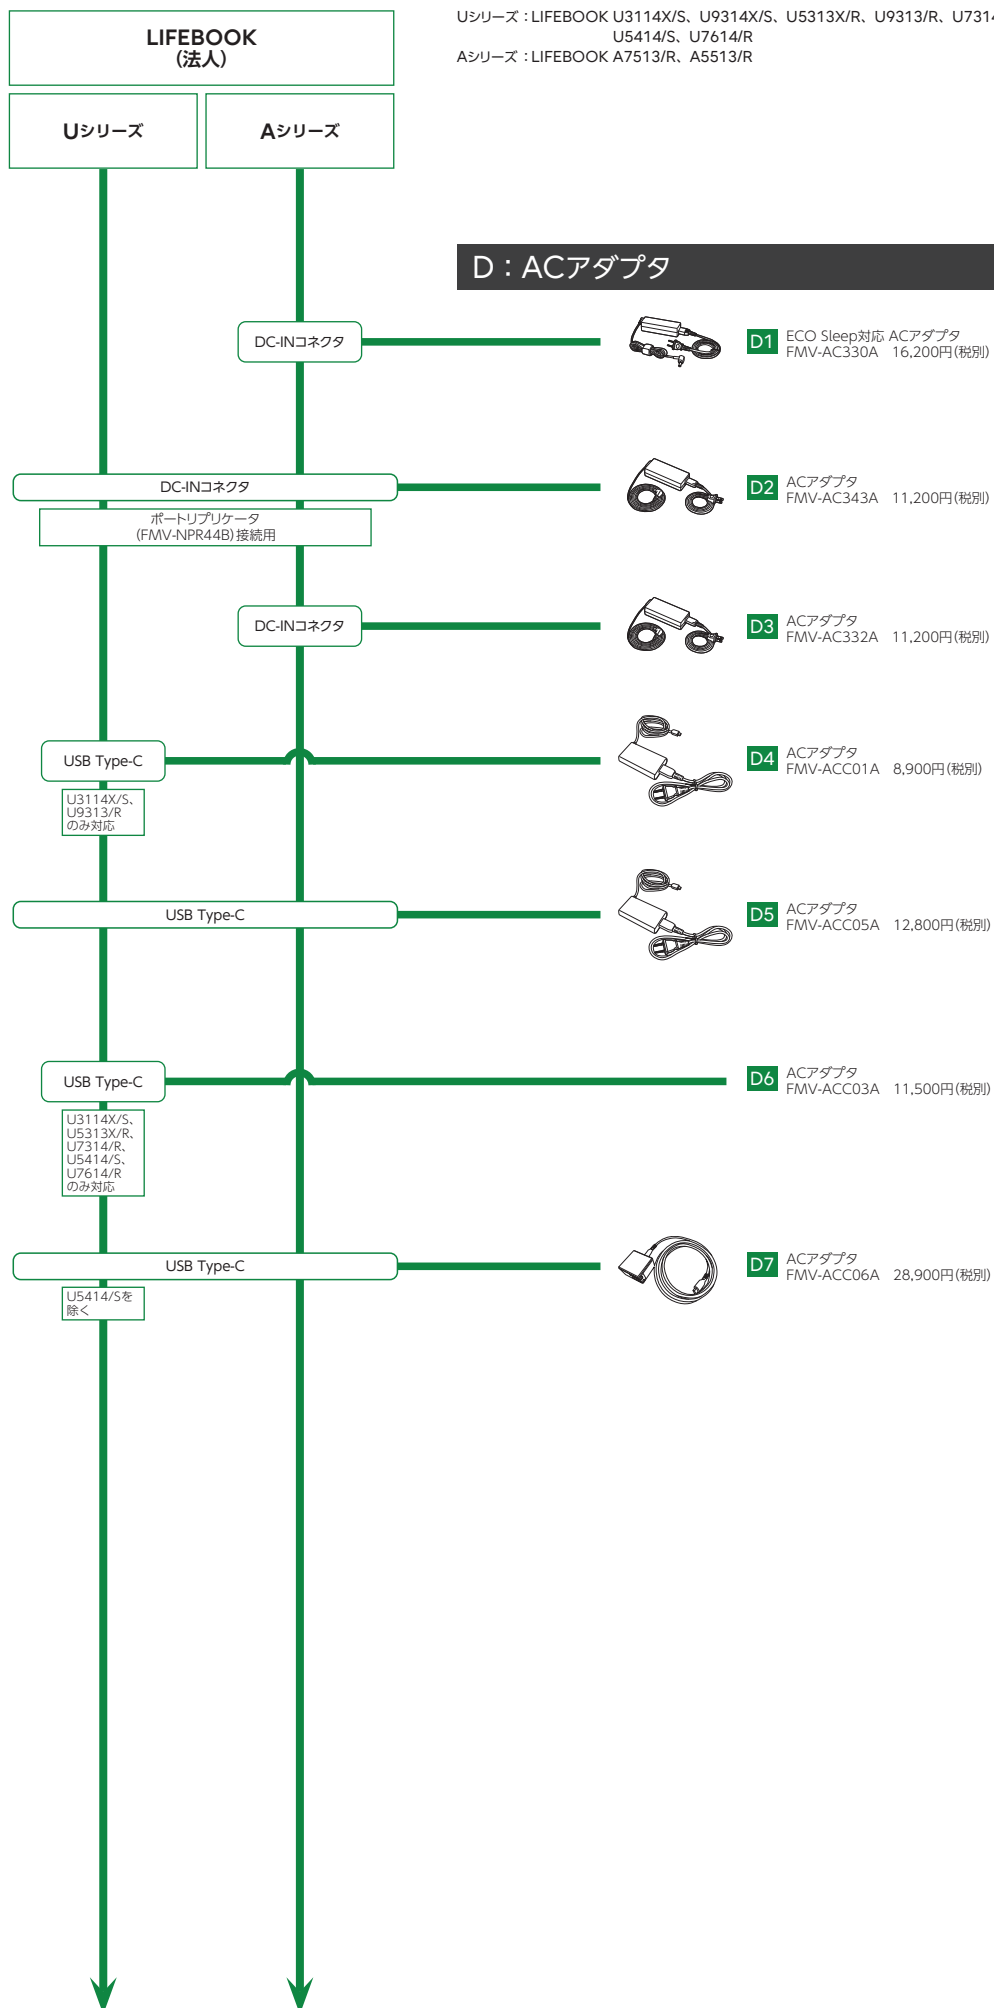 Uシリーズ：LIFEBOOK U3114X/S、U9314X/S、U5313X/R、U9313/R、U7314
U5414/S、U7614/R
Aシリーズ：LIFEBOOK A7513/R、A5513/R
LIFEBOOK
（法人）
Uシリーズ
Aシリーズ
D：ACアダプタ
DC-INコネクタ
D1 ECO Sleep対応 ACアダプタ
FMV-AC330A 16,200円（税別）
DC-INコネクタ
ポートリプリケータ
（FMV-NPR44B）接続用
D2 ACアダプタ
FMV-AC343A 11,200円（税別）
DC-INコネクタ
D3 ACアダプタ
FMV-AC332A 11,200円（税別）
USB Type-C
U3114X/S、
U9313/R
のみ対応
D4 ACアダプタ
FMV-ACC01A 8,900円（税別）
USB Type-C
D5 ACアダプタ
FMV-ACC05A 12,800円（税別）
USB Type-C
U3114X/S、
U5313X/R、
U7314/R、
U5414/S、
U7614/R
のみ対応
D6 ACアダプタ
FMV-ACC03A 11,500円（税別）
USB Type-C
U5414/Sを
除く
D7 ACアダプタ
FMV-ACC06A 28,900円（税別）